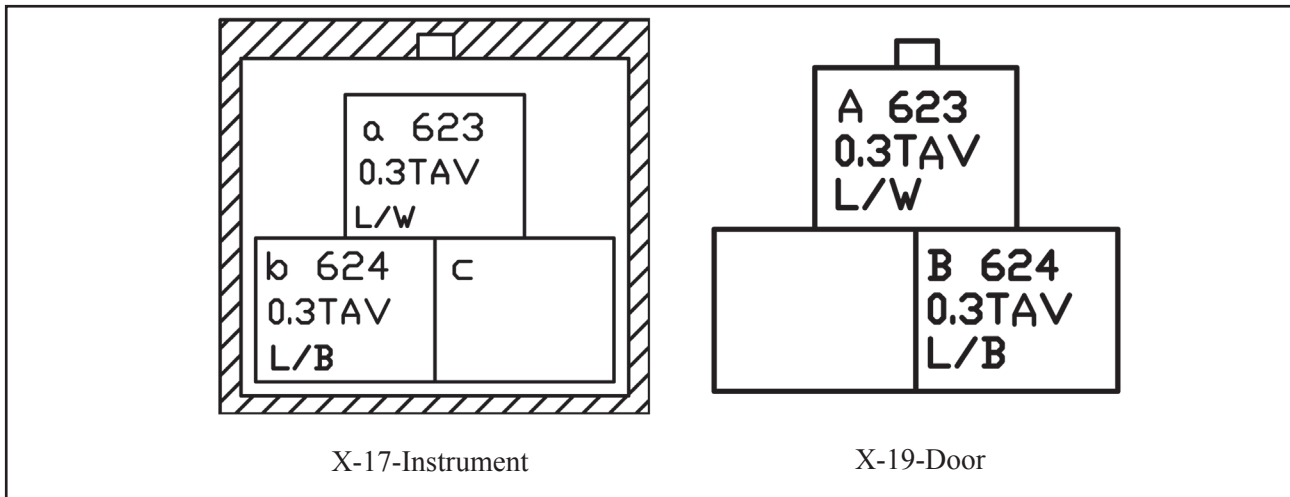 a 623
0.3TAV
L/W
b 624
0.3TAV
L/B
c
X-17-Instrument
A 623
0.3TAV
L/W
B 624
0.3TAV
L/B
X-19-Door